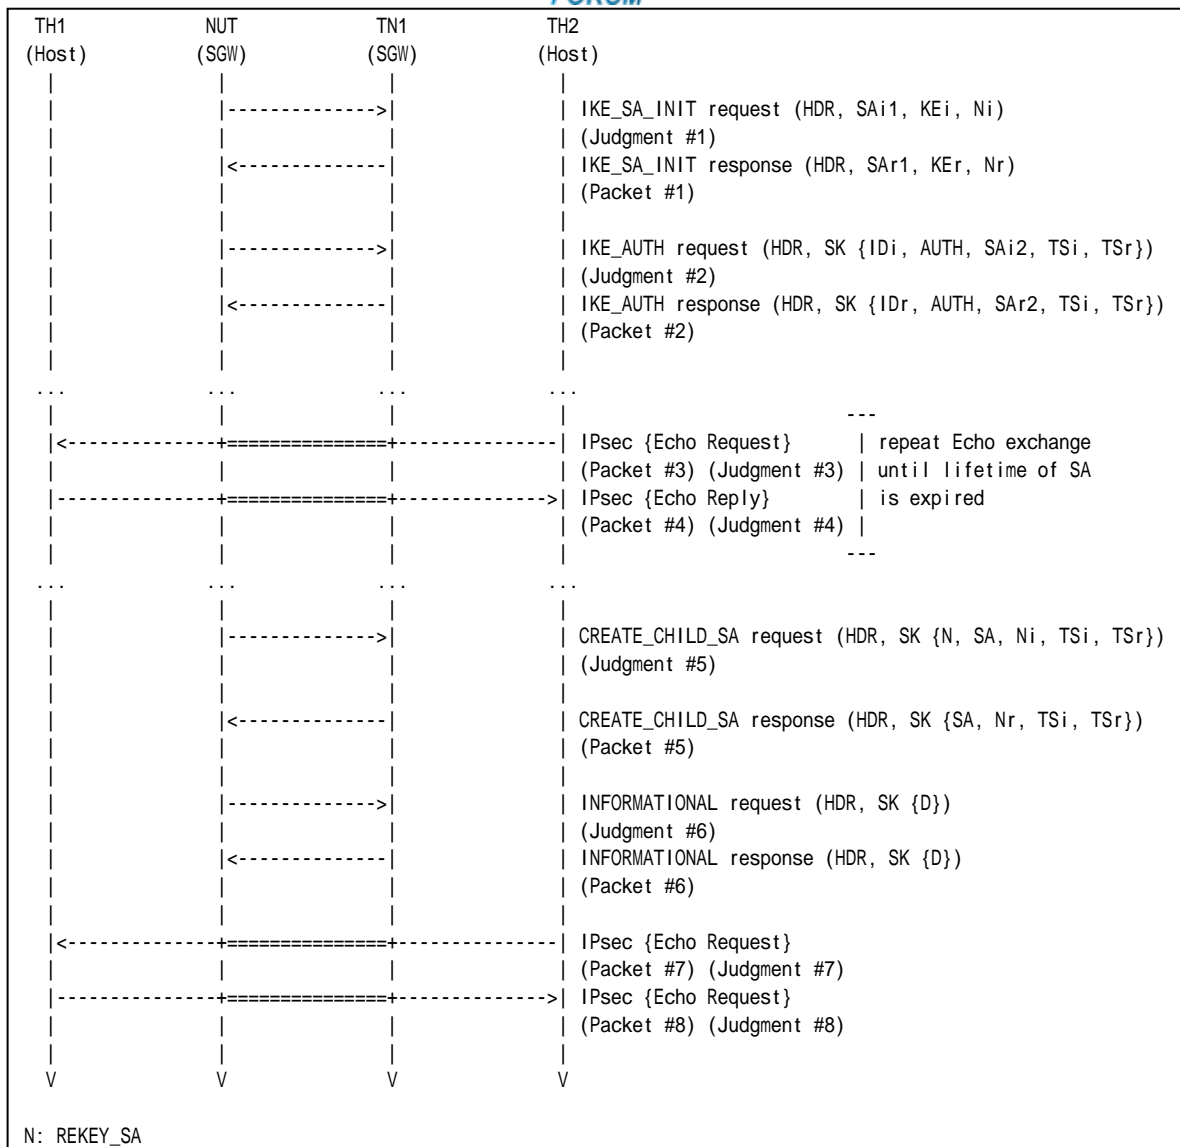 FORUM
TH1 NUT TN1 TH2
(Host) (SGW) (SGW) (Host)
| | | |
| |-------------->| | IKE_SA_INIT request (HDR, SAi1, KEi, Ni)
| | | | (Judgment #1)
| |<--------------| | IKE_SA_INIT response (HDR, SAr1, KEr, Nr)
| | | | (Packet #1)
| | | |
| |-------------->| | IKE_AUTH request (HDR, SK {IDi, AUTH, SAi2, TSi, TSr})
| | | | (Judgment #2)
| |<--------------| | IKE_AUTH response (HDR, SK {IDr, AUTH, SAr2, TSi, TSr})
| | | | (Packet #2)
| | | |
... ... ... ...
| | | | ---
|<--------------+===============+--------------| IPsec {Echo Request} | repeat Echo exchange
| | | | (Packet #3) (Judgment #3) | until lifetime of SA
|---------------+===============+------------->| IPsec {Echo Reply} | is expired
| | | | (Packet #4) (Judgment #4) |
| | | | ---
... ... ... ...
| | | |
| |-------------->| | CREATE_CHILD_SA request (HDR, SK {N, SA, Ni, TSi, TSr})
| | | | (Judgment #5)
| | | |
| |<--------------| | CREATE_CHILD_SA response (HDR, SK {SA, Nr, TSi, TSr})
| | | | (Packet #5)
| | | |
| |-------------->| | INFORMATIONAL request (HDR, SK {D})
| | | | (Judgment #6)
| |<--------------| | INFORMATIONAL response (HDR, SK {D})
| | | | (Packet #6)
| | | |
|<--------------+===============+--------------| IPsec {Echo Request}
| | | | (Packet #7) (Judgment #7)
|---------------+===============+------------->| IPsec {Echo Request}
| | | | (Packet #8) (Judgment #8)
| | | |
V V V V
N: REKEY_SA